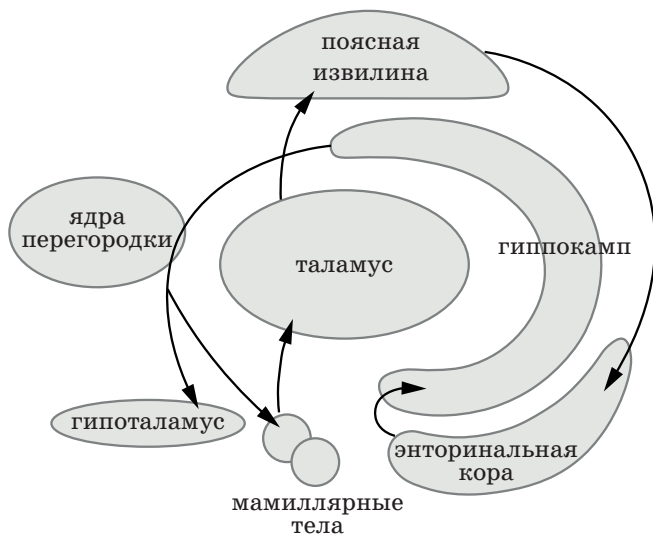 поясная
извилина
ядра
перегородки
таламус
гиппокамп
гипоталамус
энторинальная
кора
мамиллярные
тела